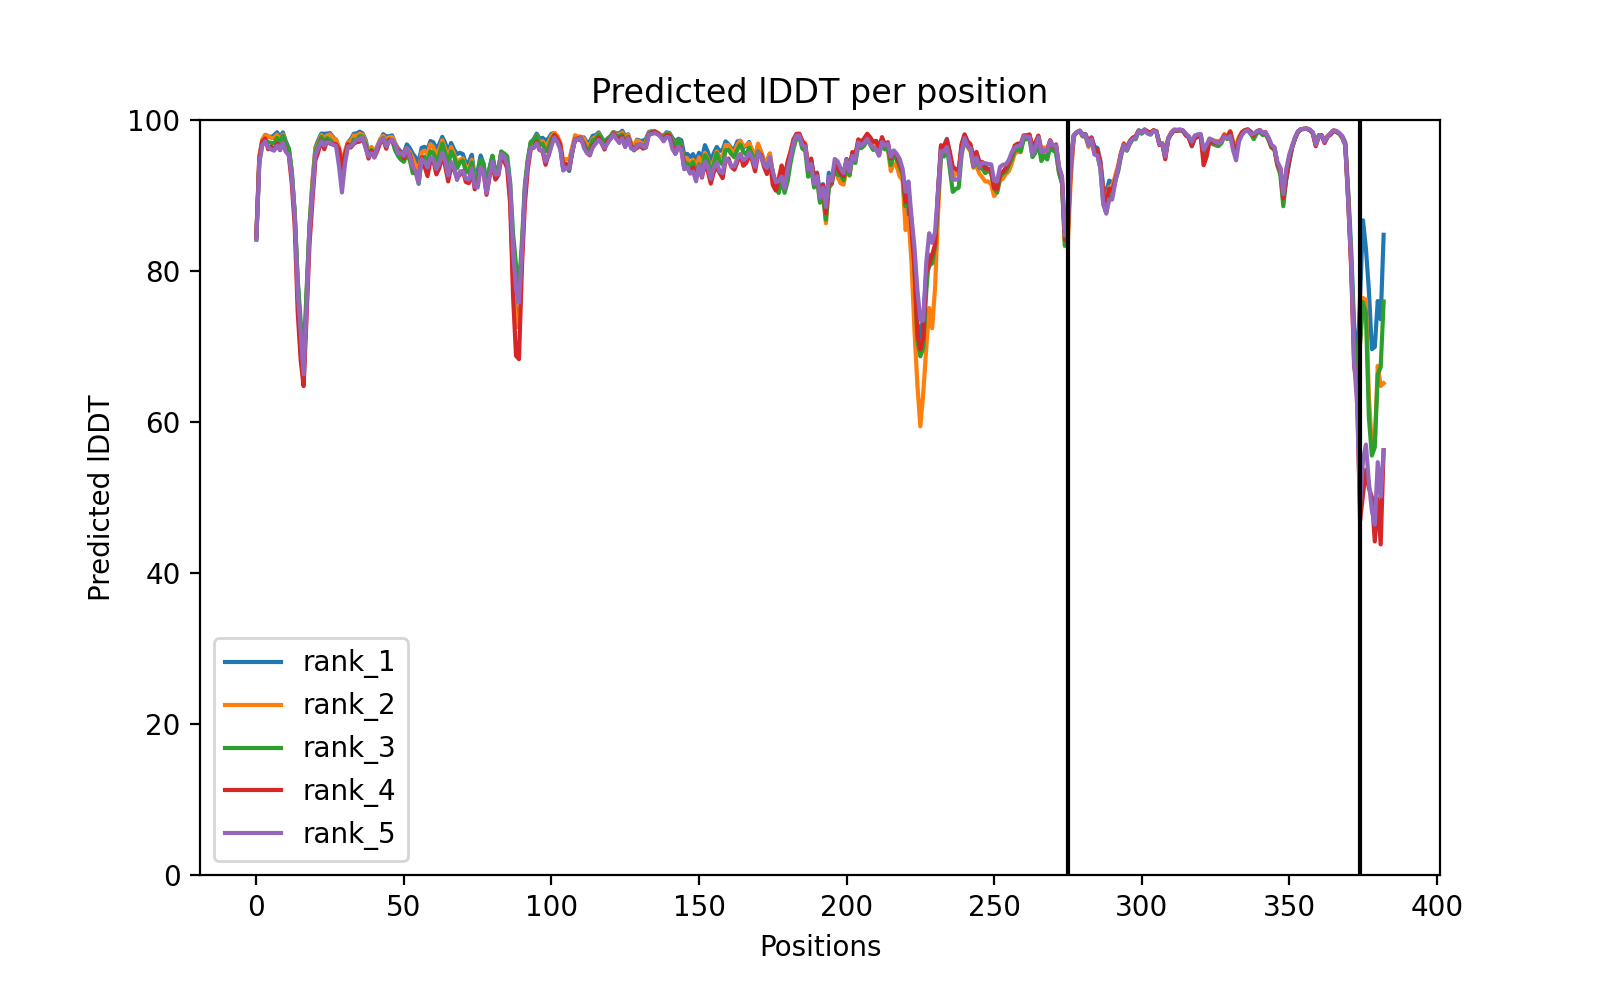 Predicted lDDT per position
100
80
60
40
20
0
Predicted lDDT
rank_1
rank_2
rank_3
rank_4
rank_5
0 50 100 150 200 250 300 350 400
Positions